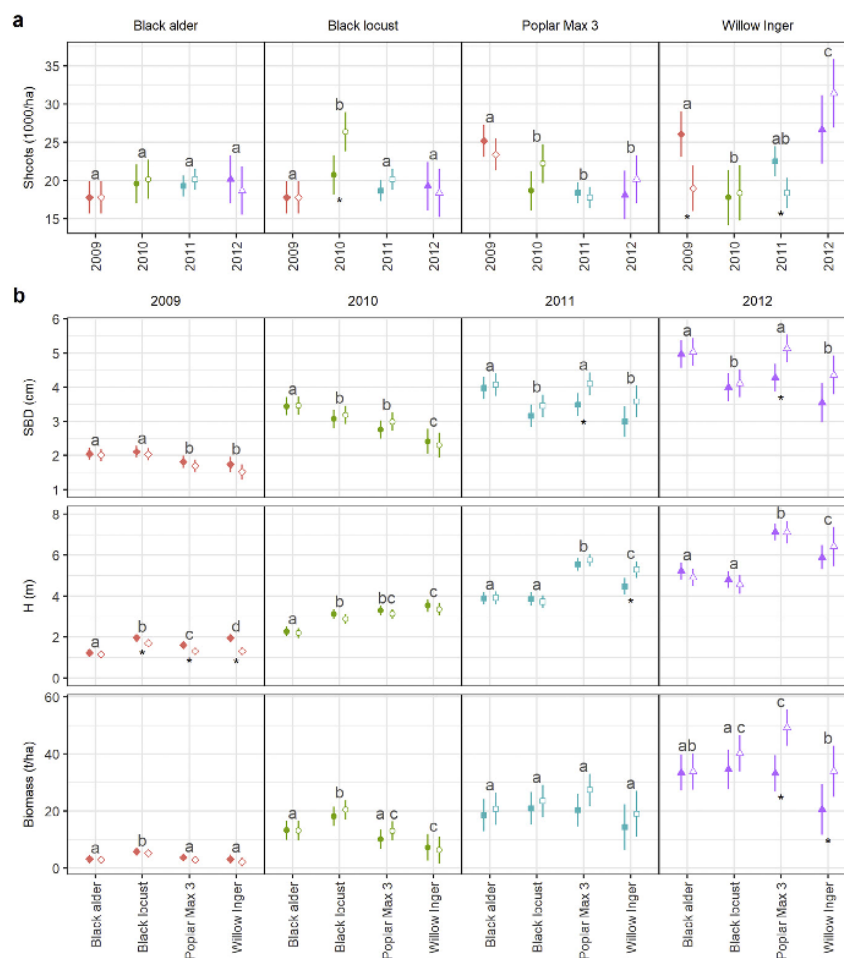 a
Black alder Black locust Poplar Max 3 Willow Inger
Shoots (1000/ha)
35
30
25
20
15
a a a a
a b a a
* 
a b b b
a b ab c
* *
2009 2010 2011 2012 2009 2010 2011 2012 2009 2010 2011 2012 2009 2010 2011 2012
b
2009 2010 2011 2012
SBD (cm)
6
5
4
3
2
1
a a b b
a b b c
a b a b
*
a b a b
*
H (m)
8
6
4
2
0
a b c d
* * *
a b bc c
a a b c
*
a a b c
Biomass (t/ha)
60
40
20
0
a b a a
a b a c c
a a a a
ab a c c b
* *
Black alder Black locust Poplar Max 3 Willow Inger Black alder Black locust Poplar Max 3 Willow Inger Black alder Black locust Poplar Max 3 Willow Inger Black alder Black locust Poplar Max 3 Willow Inger